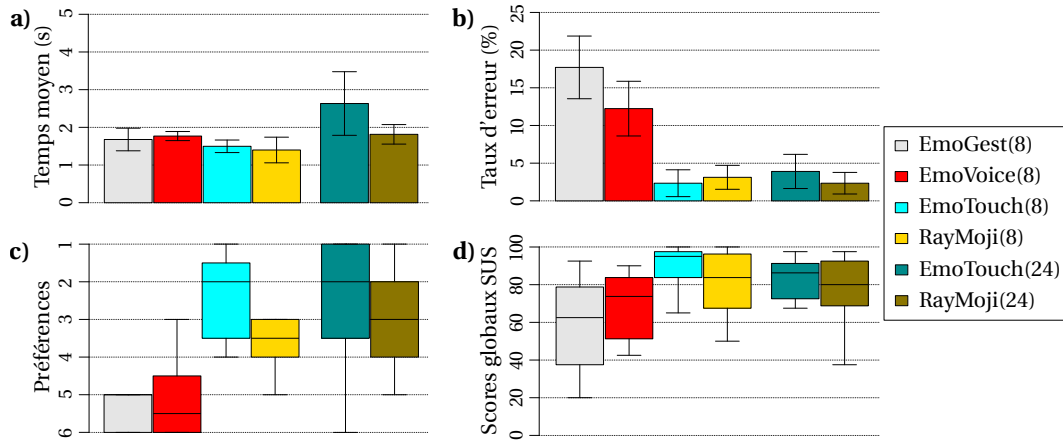 a)
Temps moyen (s)
0 1 2 3 4 5
b)
Taux d'erreur (%)
0 5 10 15 20 25
c)
Préférences
1 2 3 4 5 6
d)
Scores globaux SUS
0 20 40 60 80 100
EmoGest(8)
EmoVoice(8)
EmoTouch(8)
RayMoji(8)
EmoTouch(24)
RayMoji(24)